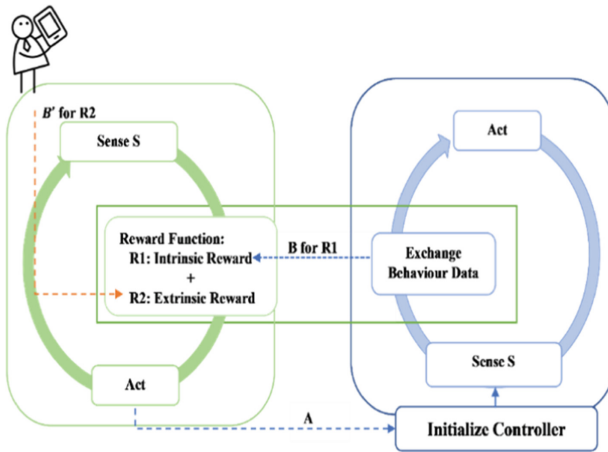 B' for R2
Sense S
Reward Function:
R1: Intrinsic Reward
+
R2: Extrinsic Reward
Act
A
B for R1
Act
Exchange
Behaviour Data
Sense S
Initialize Controller